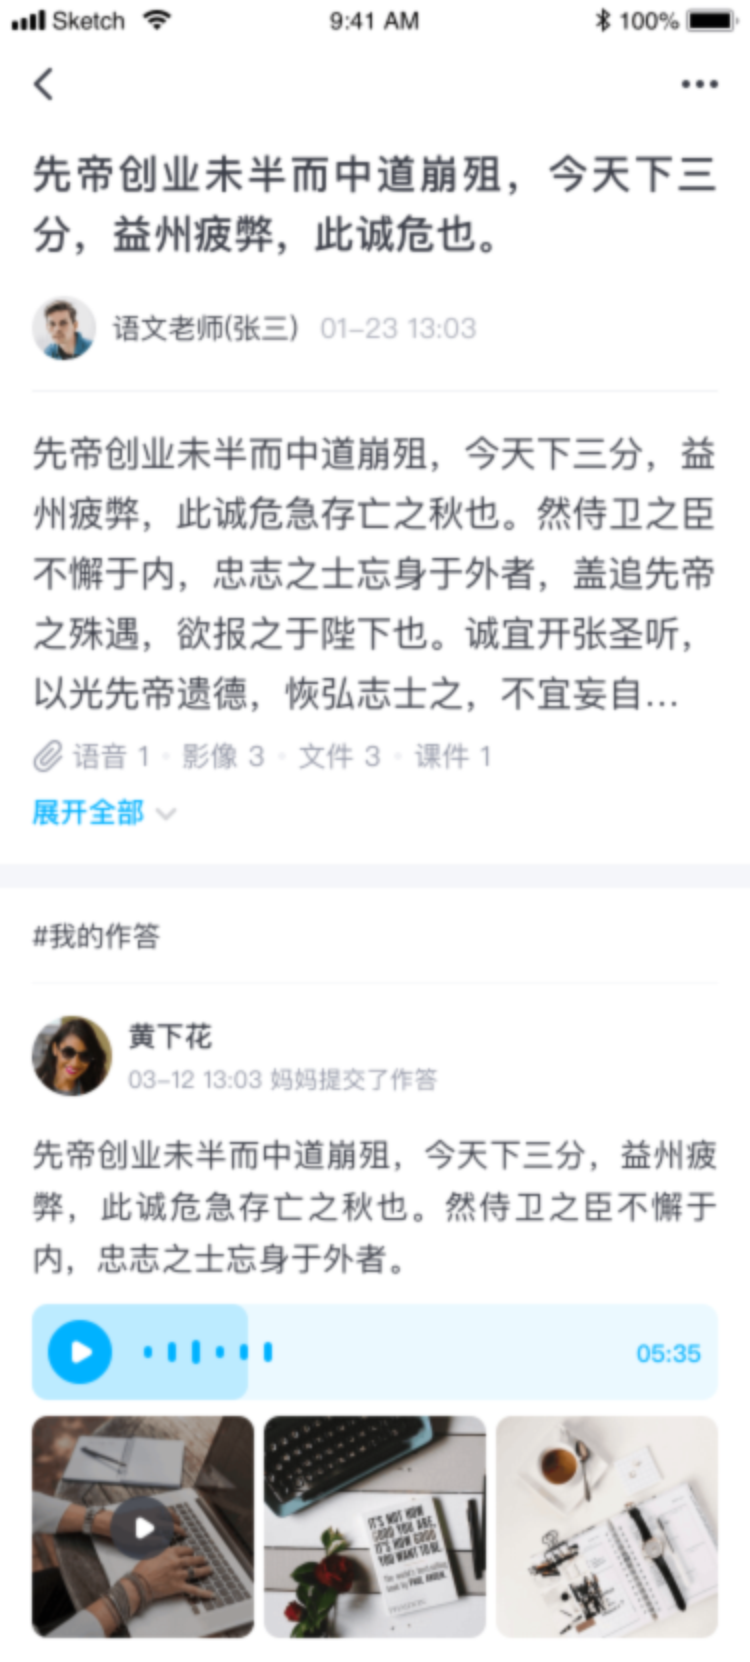 Sketch 9:41 AM 100%
先帝创业未半而中道崩殂，今天下三
分，益州疲弊，此诚危也。
语文老师(张三) 01-23 13:03
先帝创业未半而中道崩殂，今天下三分，益
州疲弊，此诚危急存亡之秋也。然侍卫之臣
不懈于内，忠志之士忘身于外者，盖追先帝
之殊遇，欲报之于陛下也。诚宜开张圣听，
以光先帝遗德，恢弘志士之，不宜妄自...
语音 1 · 影像 3 · 文件 3 · 课件 1
展开全部
#我的作答
黄下花
03-12 13:03 妈妈提交了作答
先帝创业未半而中道崩殂，今天下三分，益州疲
弊，此诚危急存亡之秋也。然侍卫之臣不懈于
内，忠志之士忘身于外者。
05:35
IT'S NOT HOW
GOOD YOU ARE,
IT'S HOW GOOD
YOU WANT TO BE.
The world's best-selling
book by PAUL ARDEN.